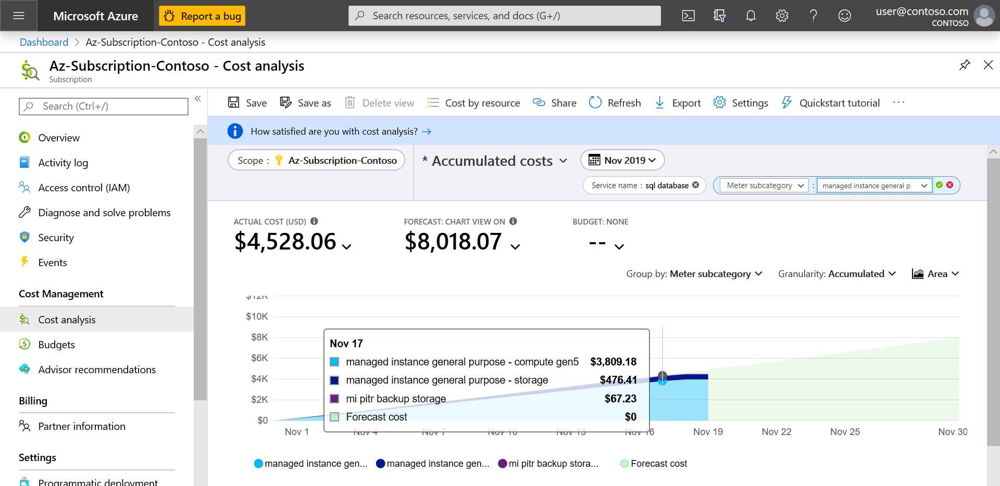 Microsoft Azure
Report a bug
Search resources, services, and docs (G+/)
user@contoso.com
CONTOSO
Dashboard > Az-Subscription-Contoso - Cost analysis
Az-Subscription-Contoso - Cost analysis
Subscription
Search (Ctrl+/)
Overview
Activity log
Access control (IAM)
Diagnose and solve problems
Security
Events
Cost Management
Cost analysis
Budgets
Advisor recommendations
Billing
Partner information
Settings
Programmatic deployment
Save
Save as
Delete view
Cost by resource
Share
Refresh
Export
Settings
Quickstart tutorial
How satisfied are you with cost analysis? →
Scope : Az-Subscription-Contoso
* Accumulated costs
Nov 2019
Service name : sql database
Meter subcategory : managed instance general p
ACTUAL COST (USD)
$4,528.06
FORECAST: CHART VIEW ON
$8,018.07
BUDGET: NONE
--
Group by: Meter subcategory
Granularity: Accumulated
Area
$12K
$10K
$8K
$6K
$4K
$2K
$0
Nov 17
managed instance general purpose - compute gen5 $3,809.18
managed instance general purpose - storage $476.41
mi pitr backup storage $67.23
Forecast cost $0
Nov 1 Nov 4 Nov 7 Nov 10 Nov 13 Nov 16 Nov 19 Nov 22 Nov 25 Nov 30
managed instance gen... managed instance gen... mi pitr backup stora... Forecast cost